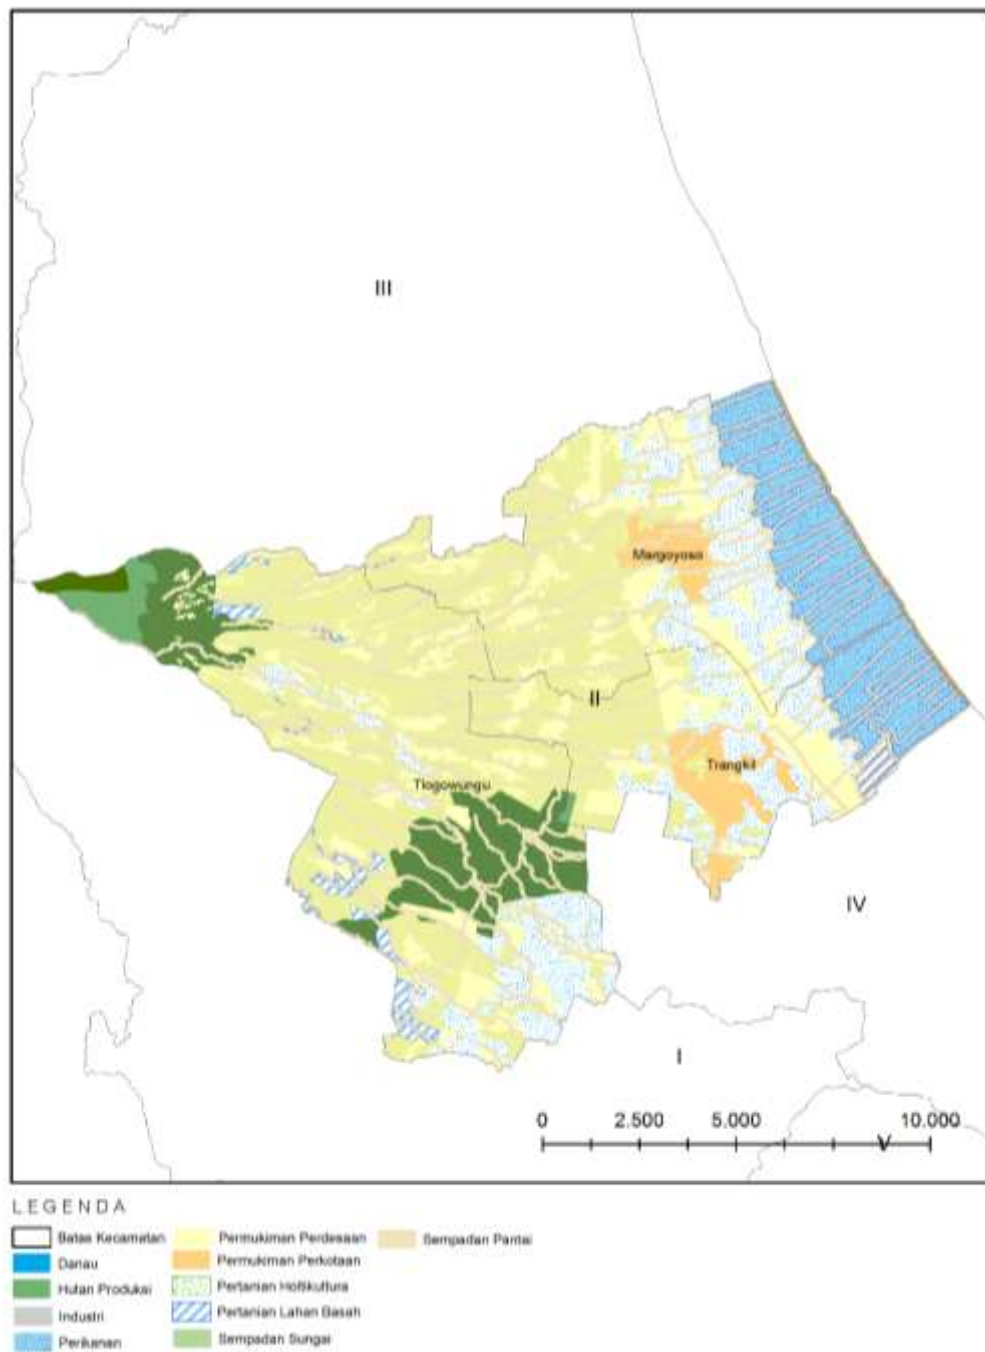 III
Margoyoso
II
Trangkil
Tlogowungu
IV
I
0 2.500 5.000 10.000
V
LEGENDA
Batas Kecamatan
Danau
Hutan Produksi
Industri
Perikanan
Permukiman Perdesaan
Permukiman Perkotaan
Pertanian Holtikultura
Pertanian Lahan Basah
Sempadan Sungai
Sempadan Pantai